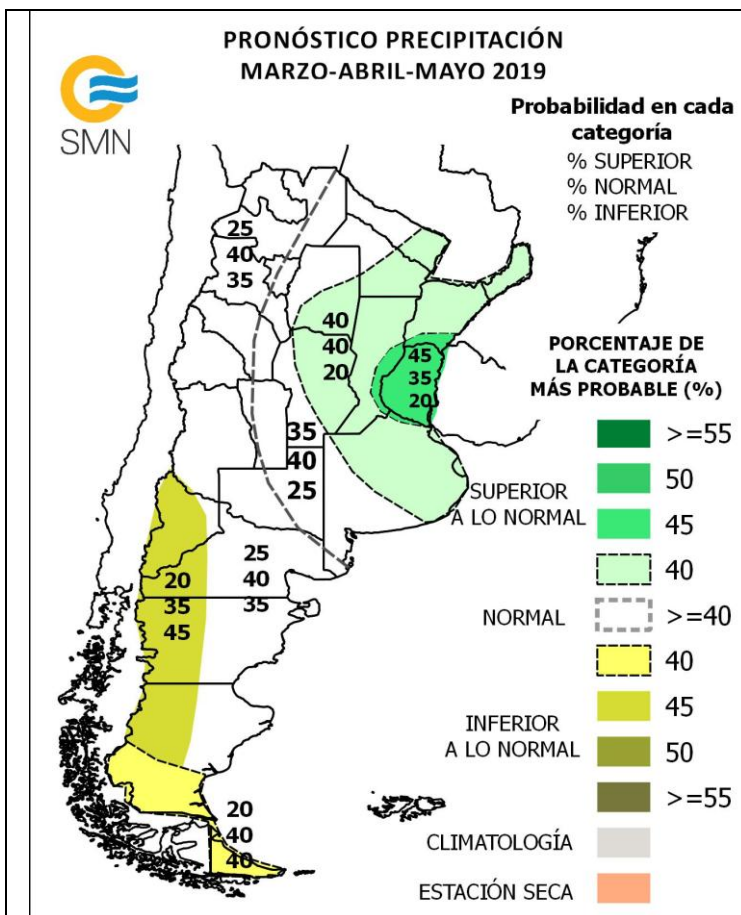 PRONÓSTICO PRECIPITACIÓN
MARZO-ABRIL-MAYO 2019
SMN
Probabilidad en cada
categoría
% SUPERIOR
% NORMAL
% INFERIOR
25
40
35
40
40
20
45
35
20
35
40
25
25
40
35
20
35
45
20
40
40
PORCENTAJE DE
LA CATEGORÍA
MÁS PROBABLE (%)
>=55
50
SUPERIOR
A LO NORMAL
45
40
NORMAL
>=40
40
45
INFERIOR
A LO NORMAL
50
>=55
CLIMATOLOGÍA
ESTACIÓN SECA